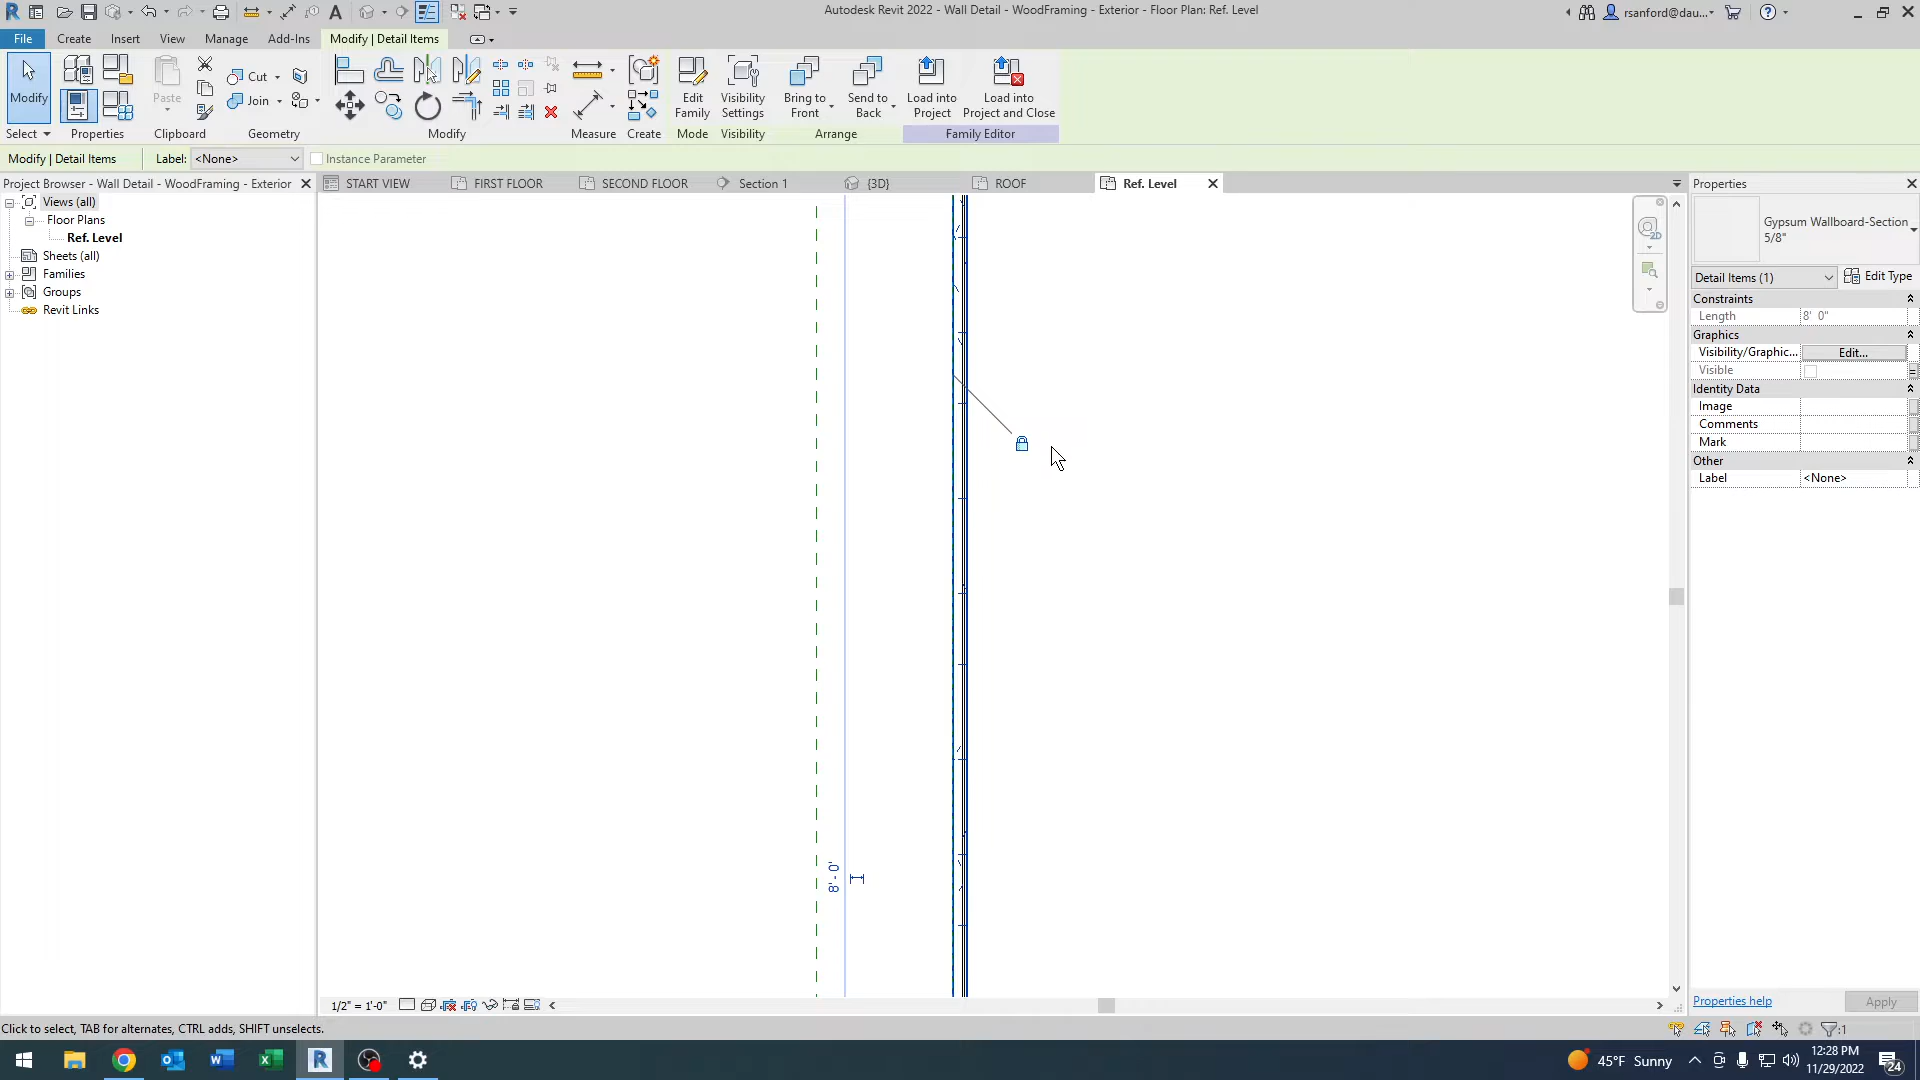 Autodesk Revit 2022 - Wall Detail - WoodFraming - Exterior - Floor Plan: Ref. Level
rsanford@dau...
File Create Insert View Manage Add-Ins Modify | Detail Items
Modify
Paste
Cut
Join
Edit Family
Visibility Settings
Bring to Front
Send to Back
Load into Project
Load into Project and Close
Select Properties Clipboard Geometry Modify Measure Create Mode Visibility Arrange Family Editor
Modify | Detail Items Label: <None> Instance Parameter
Project Browser - Wall Detail - WoodFraming - Exterior
START VIEW FIRST FLOOR SECOND FLOOR Section 1 {3D} ROOF Ref. Level
Views (all)
Floor Plans
Ref. Level
Sheets (all)
Families
Groups
Revit Links
8' - 0"
2D
Properties
Gypsum Wallboard-Section
5/8"
Detail Items (1) Edit Type
Constraints
Length 8' 0"
Graphics
Visibility/Graphic... Edit...
Visible
Identity Data
Image
Comments
Mark
Other
Label <None>
Properties help Apply
1/2" = 1'-0"
Click to select, TAB for alternates, CTRL adds, SHIFT unselects.
:1
45°F Sunny
12:28 PM
11/29/2022
24